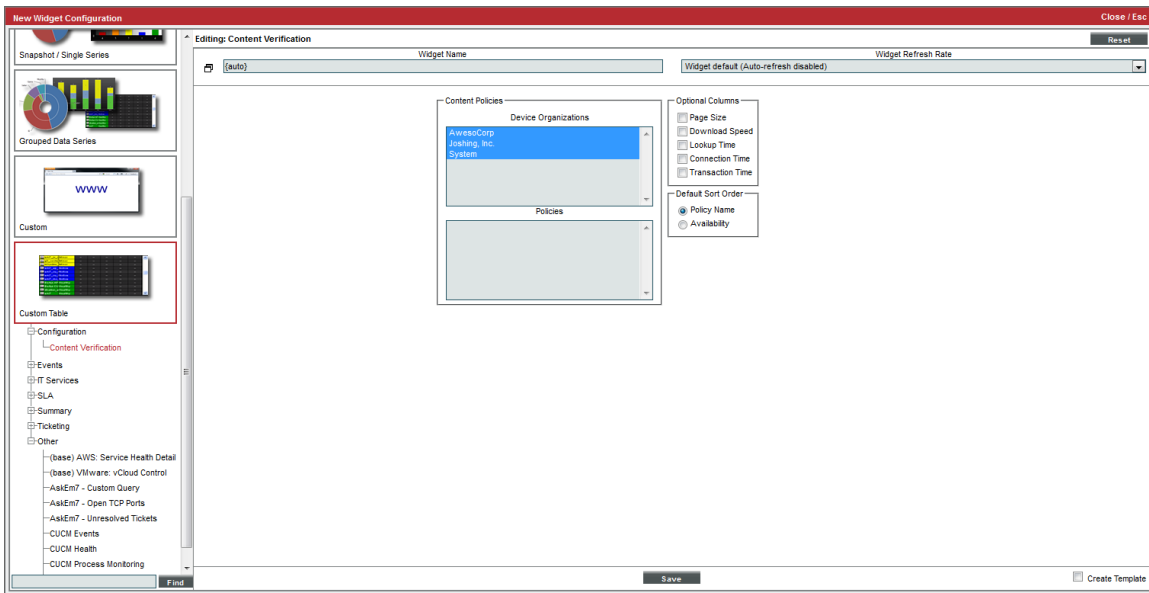 New Widget Configuration
Close / Esc
Snapshot / Single Series
Grouped Data Series
www
Custom
Custom Table
Configuration
Content Verification
Events
IT Services
SLA
Summary
Ticketing
Other
(base) AWS: Service Health Detail
(base) VMware: vCloud Control
AskEm7 - Custom Query
AskEm7 - Open TCP Ports
AskEm7 - Unresolved Tickets
CUCM Events
CUCM Health
CUCM Process Monitoring
Find
Editing: Content Verification
Reset
Widget Name
Widget Refresh Rate
{auto}
Widget default (Auto-refresh disabled)
Content Policies
Device Organizations
AwesoCorp
Joshing, Inc.
System
Policies
Optional Columns
Page Size
Download Speed
Lookup Time
Connection Time
Transaction Time
Default Sort Order
Policy Name
Availability
Save
Create Template